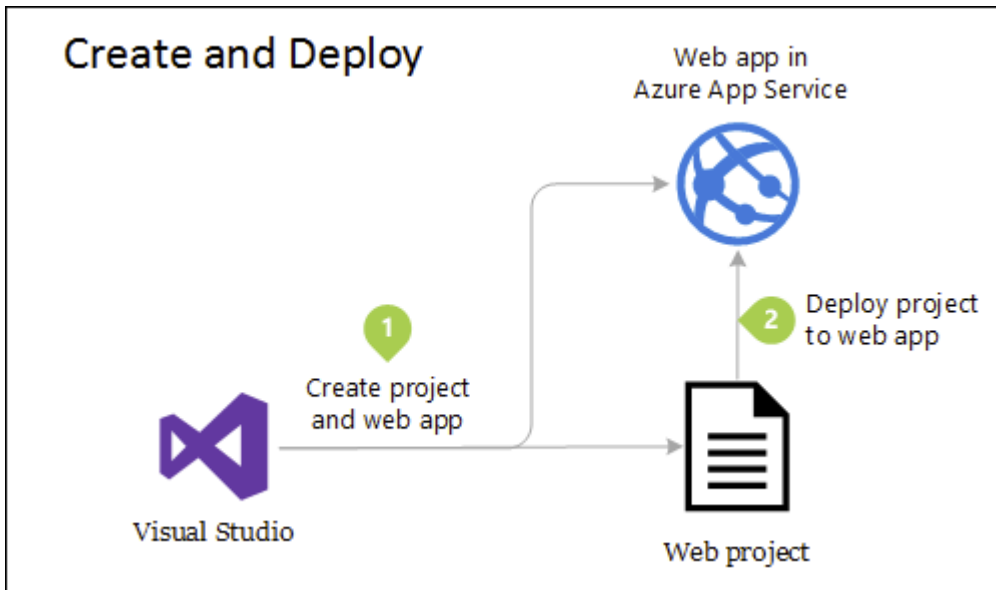 Create and Deploy
Web app in
Azure App Service
1
Create project
and web app
2
Deploy project
to web app
Visual Studio
Web project